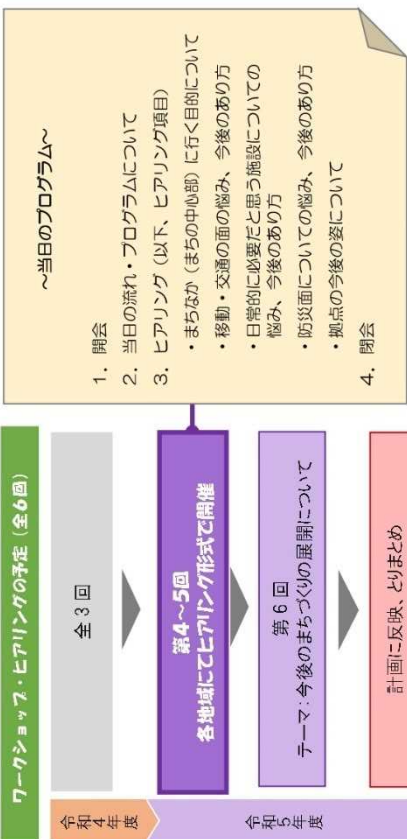 ワークショップ・ヒアリングの予定（全6回）
令和4年度
全3回
令和5年度
第4～5回
各地域にてヒアリング形式で開催
第6回
テーマ：今後のまちづくりの展開について
計画に反映、とりまとめ
～当日のプログラム～
1．開会
2．当日の流れ・プログラムについて
3．ヒアリング（以下、ヒアリング項目）
・まちなか（まちの中心部）に行く目的について
・移動・交通の面の悩み、今後のあり方
・日常的に必要だと思う施設についての
悩み、今後のあり方
・防災面についての悩み、今後のあり方
・拠点の今後の姿について
4．閉会